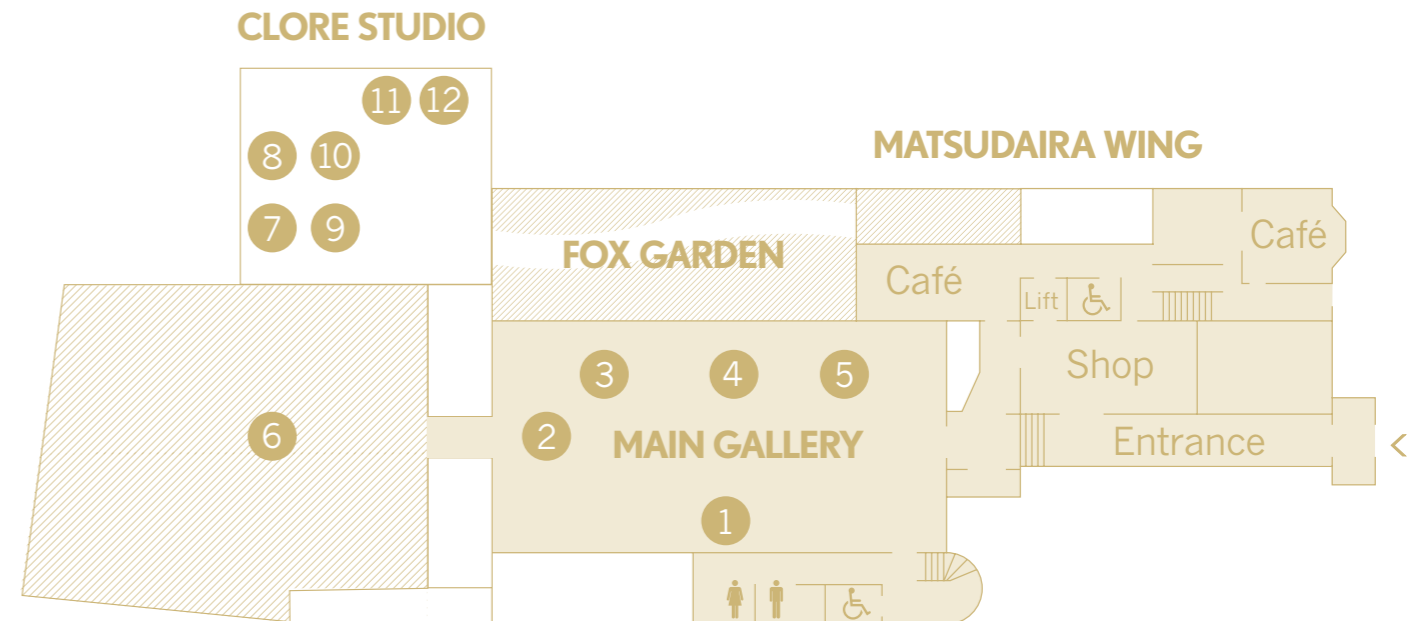 CLORE STUDIO
11 12
MATSUDAIRA WING
8 10
7 9
Café
FOX GARDEN
Café
Lift
3 4 5
Shop
6
2
MAIN GALLERY
Entrance
1